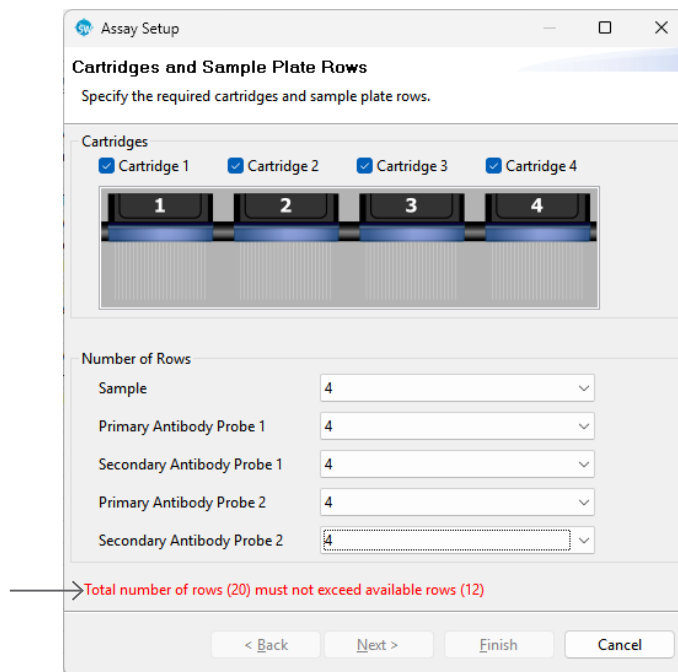 SW Assay Setup
Cartridges and Sample Plate Rows
Specify the required cartridges and sample plate rows.
Cartridges
Cartridge 1 Cartridge 2 Cartridge 3 Cartridge 4
1 2 3 4
Number of Rows
Sample 4
Primary Antibody Probe 1 4
Secondary Antibody Probe 1 4
Primary Antibody Probe 2 4
Secondary Antibody Probe 2 4
Total number of rows (20) must not exceed available rows (12)
< Back Next > Finish Cancel